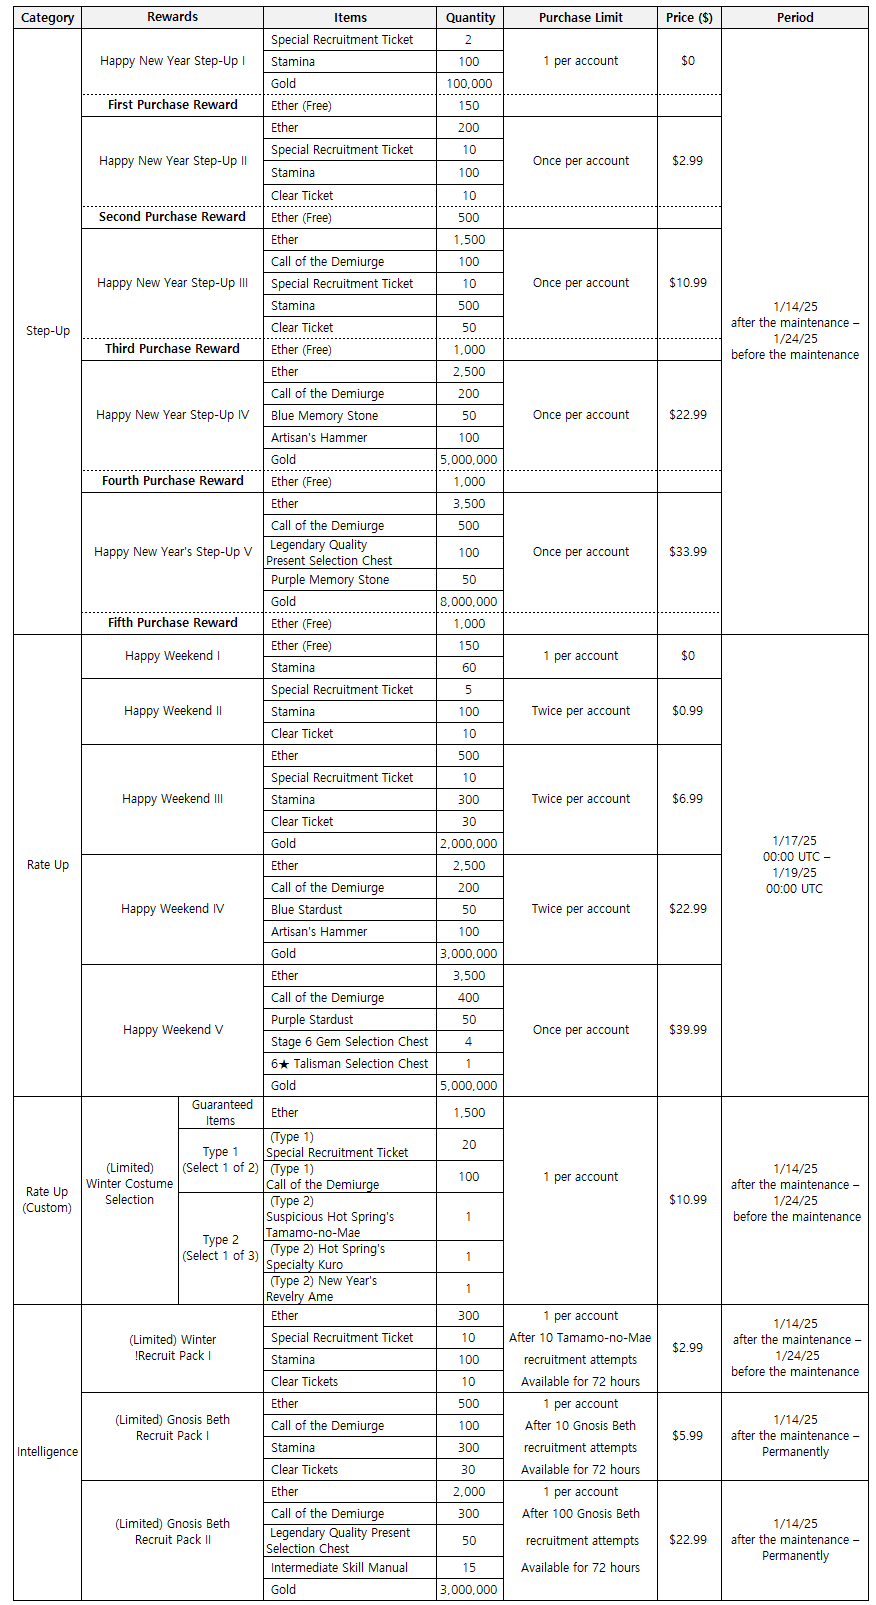 Category Rewards Items Quantity Purchase Limit Price ($) Period
Special Recruitment Ticket 2
Happy New Year Step-Up I Stamina 100 1 per account $0
Gold 100,000
First Purchase Reward Ether (Free) 150
Ether 200
Special Recruitment Ticket 10
Happy New Year Step-Up II Once per account $2.99
Stamina 100
Clear Ticket 10
Second Purchase Reward Ether (Free) 500
Ether 1,500
Call of the Demiurge 100
Happy New Year Step-Up III Special Recruitment Ticket 10 Once per account $10.99
Stamina 500
Clear Ticket 50
Step-Up
1/14/25
after the maintenance –
1/24/25
before the maintenance
Third Purchase Reward Ether (Free) 1,000
Ether 2,500
Call of the Demiurge 200
Happy New Year Step-Up IV Blue Memory Stone 50 Once per account $22.99
Artisan's Hammer 100
Gold 5,000,000
Fourth Purchase Reward Ether (Free) 1,000
Ether 3,500
Call of the Demiurge 500
Happy New Year's Step-Up V Legendary Quality
Present Selection Chest 100 Once per account $33.99
Purple Memory Stone 50
Gold 8,000,000
Fifth Purchase Reward Ether (Free) 1,000
Happy Weekend I Ether (Free) 150 1 per account $0
Stamina 60
Special Recruitment Ticket 5
Happy Weekend II Stamina 100 Twice per account $0.99
Clear Ticket 10
Ether 500
Special Recruitment Ticket 10
Happy Weekend III Stamina 300 Twice per account $6.99
Clear Ticket 30
Gold 2,000,000
Rate Up
1/17/25
00:00 UTC –
1/19/25
00:00 UTC
Ether 2,500
Call of the Demiurge 200
Happy Weekend IV Blue Stardust 50 Twice per account $22.99
Artisan's Hammer 100
Gold 3,000,000
Ether 3,500
Call of the Demiurge 400
Purple Stardust 50
Happy Weekend V Once per account $39.99
Stage 6 Gem Selection Chest 4
6★ Talisman Selection Chest 1
Gold 5,000,000
Rate Up
(Custom)
(Limited)
Winter Costume
Selection
Guaranteed
Items
Ether 1,500
Type 1
(Select 1 of 2)
(Type 1)
Special Recruitment Ticket 20
(Type 1)
Call of the Demiurge 100
1 per account $10.99
1/14/25
after the maintenance –
1/24/25
before the maintenance
Type 2
(Select 1 of 3)
(Type 2)
Suspicious Hot Spring's
Tamamo-no-Mae 1
(Type 2) Hot Spring's
Specialty Kuro 1
(Type 2) New Year's
Revelry Ame 1
Intelligence
(Limited) Winter
!Recruit Pack I
Ether 300 1 per account
Special Recruitment Ticket 10 After 10 Tamamo-no-Mae
Stamina 100 recruitment attempts
Clear Tickets 10 Available for 72 hours
$2.99
1/14/25
after the maintenance –
1/24/25
before the maintenance
(Limited) Gnosis Beth
Recruit Pack I
Ether 500 1 per account
Call of the Demiurge 100 After 10 Gnosis Beth
Stamina 300 recruitment attempts
Clear Tickets 30 Available for 72 hours
$5.99
1/14/25
after the maintenance –
Permanently
(Limited) Gnosis Beth
Recruit Pack II
Ether 2,000 1 per account
Call of the Demiurge 300 After 100 Gnosis Beth
Legendary Quality Present
Selection Chest 50 recruitment attempts
Intermediate Skill Manual 15 Available for 72 hours
Gold 3,000,000
$22.99
1/14/25
after the maintenance –
Permanently